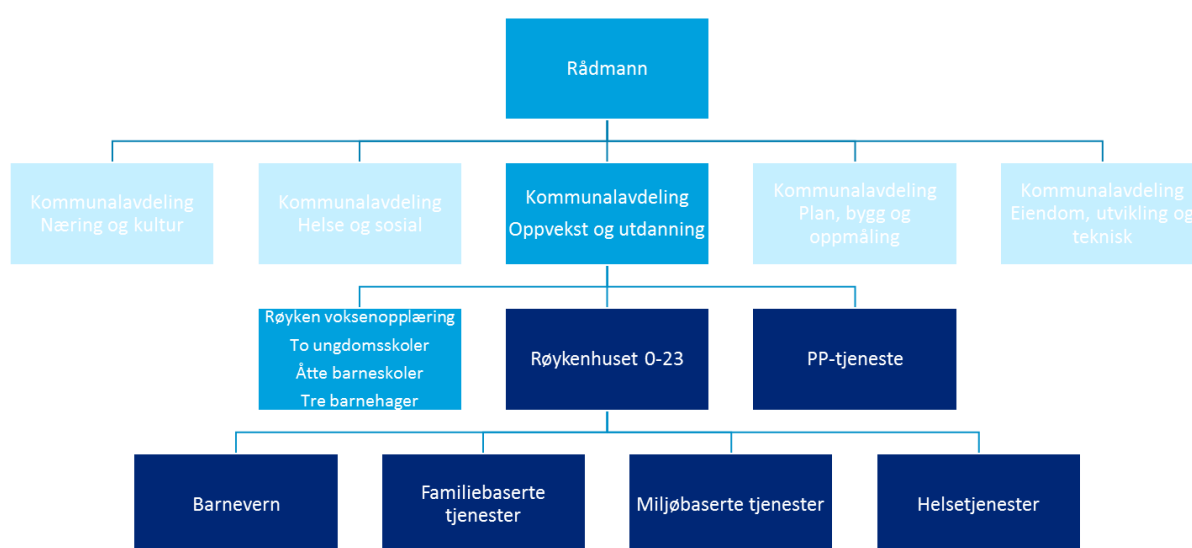 Rådmann
Kommunalavdeling
Næring og kultur
Kommunalavdeling
Helse og sosial
Kommunalavdeling
Oppvekst og utdanning
Kommunalavdeling
Plan, bygg og
oppmåling
Kommunalavdeling
Eiendom, utvikling og
teknisk
Røyken voksenopplæring
To ungdomsskoler
Åtte barneskoler
Tre barnehager
Røykenhuset 0-23
PP-tjeneste
Barnevern
Familiebaserte
tjenester
Miljøbaserte tjenester
Helsetjenester